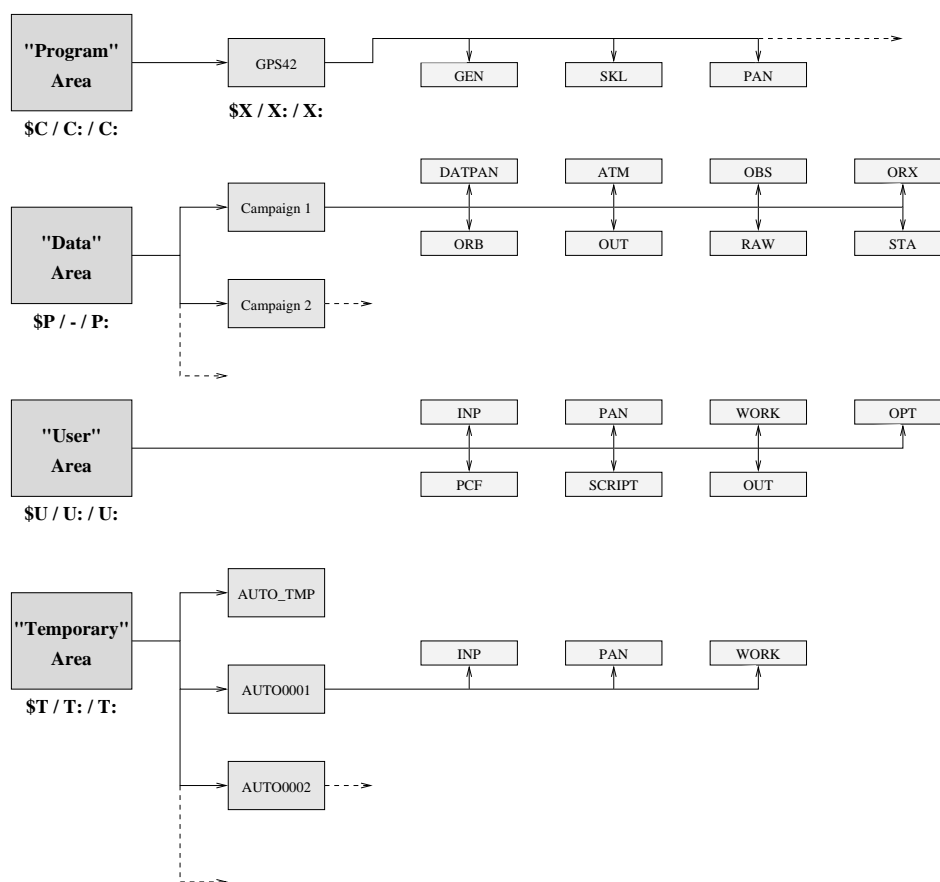 "Program"
Area
$C / C: / C:
GPS42
$X / X: / X:
GEN
SKL
PAN
"Data"
Area
$P / - / P:
Campaign 1
DATPAN
ATM
OBS
ORX
ORB
OUT
RAW
STA
Campaign 2
"User"
Area
$U / U: / U:
INP
PAN
WORK
OPT
PCF
SCRIPT
OUT
"Temporary"
Area
$T / T: / T:
AUTO_TMP
AUTO0001
INP
PAN
WORK
AUTO0002